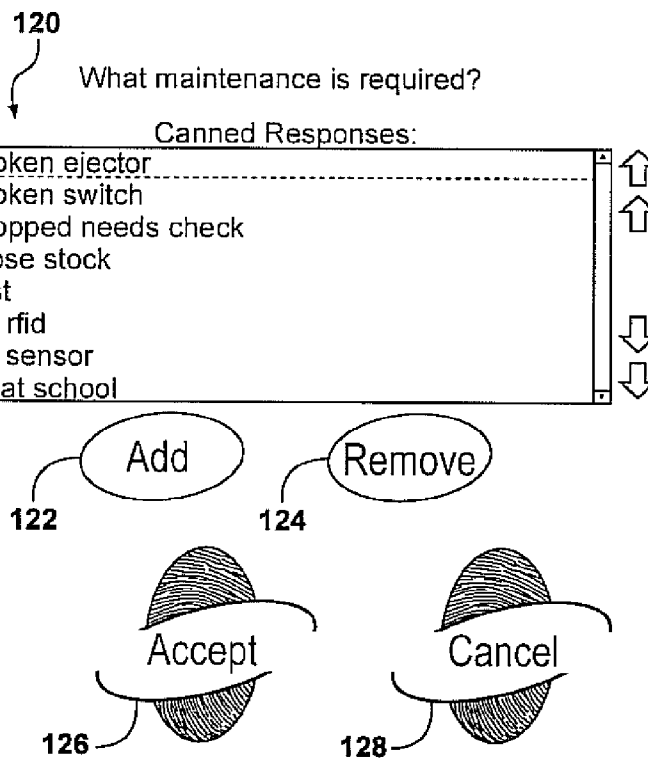 120
What maintenance is required?
Canned Responses:
oken ejector
oken switch
opped needs check
ose stock
st
rfid
sensor
at school
Add
Remove
122
124
Accept
Cancel
126
128